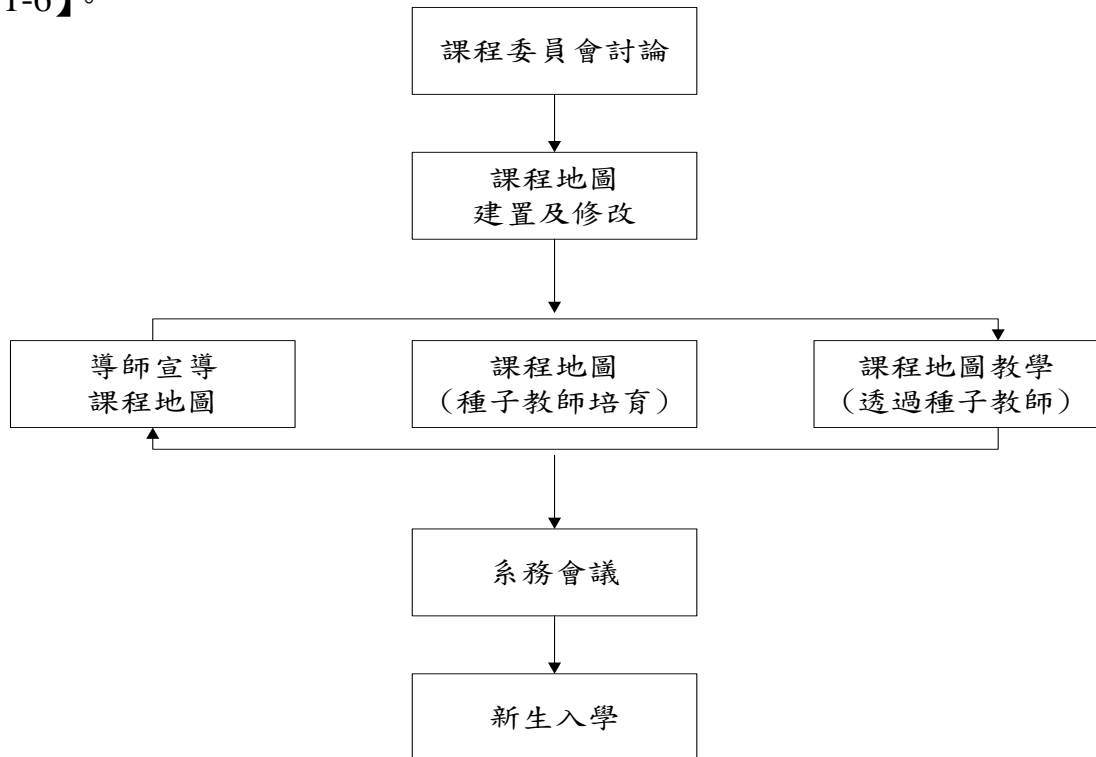 1-6】。
課程委員會討論
課程地圖
建置及修改
導師宣導
課程地圖
課程地圖
（種子教師培育）
課程地圖教學
（透過種子教師）
系務會議
新生入學